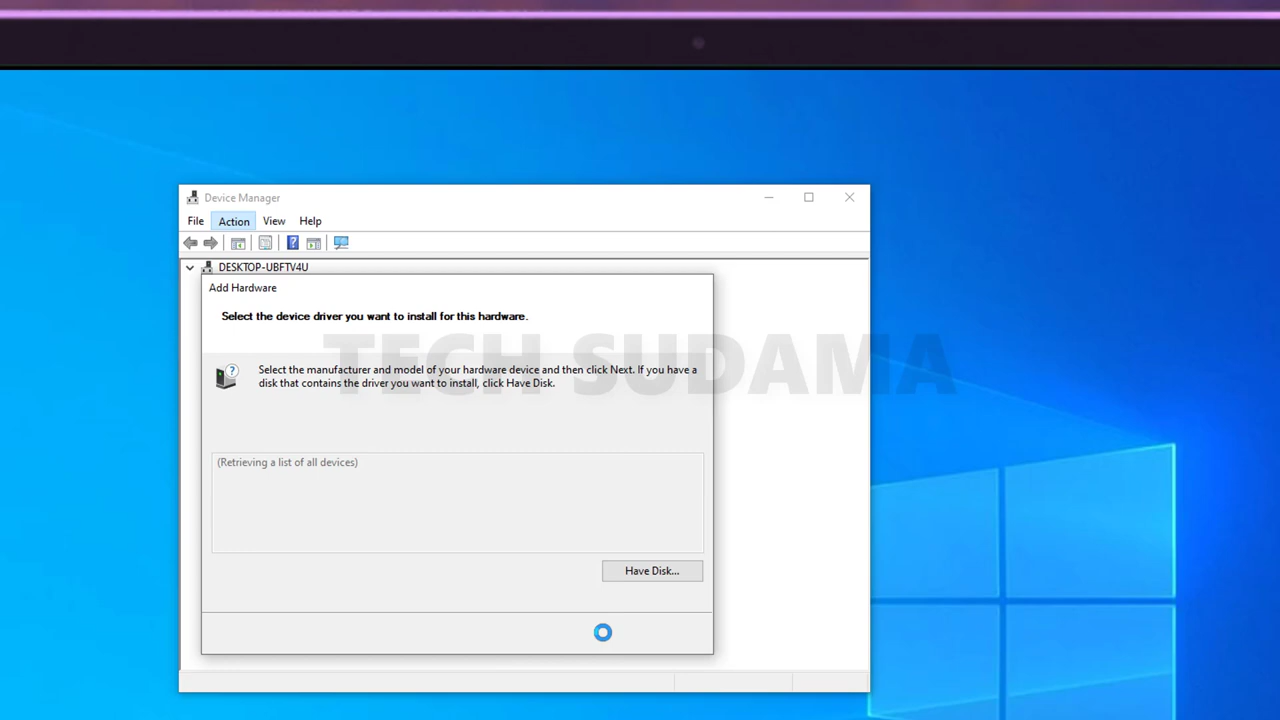 Device Manager
File Action View Help
DESKTOP-UBFTV4U
Add Hardware
Select the device driver you want to install for this hardware.
Select the manufacturer and model of your hardware device and then click Next. If you have a
disk that contains the driver you want to install, click Have Disk.
TECH SUDAMA
(Retrieving a list of all devices)
Have Disk...